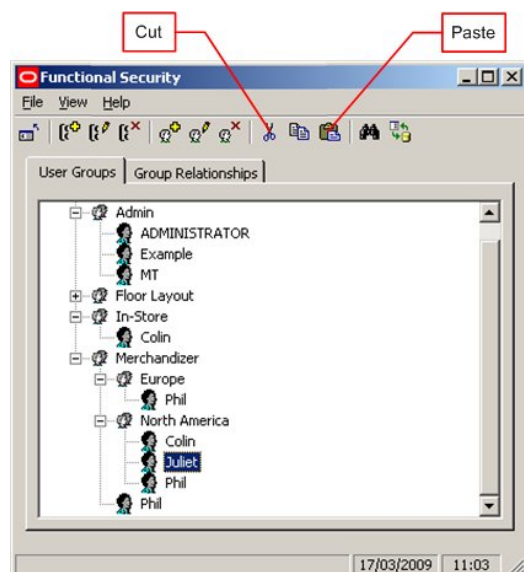 Cut
Paste
Functional Security
File View Help
User Groups Group Relationships
Admin
ADMINISTRATOR
Example
MT
Floor Layout
In-Store
Colin
Merchandizer
Europe
Phil
North America
Colin
Juliet
Phil
Phil
17/03/2009 11:03